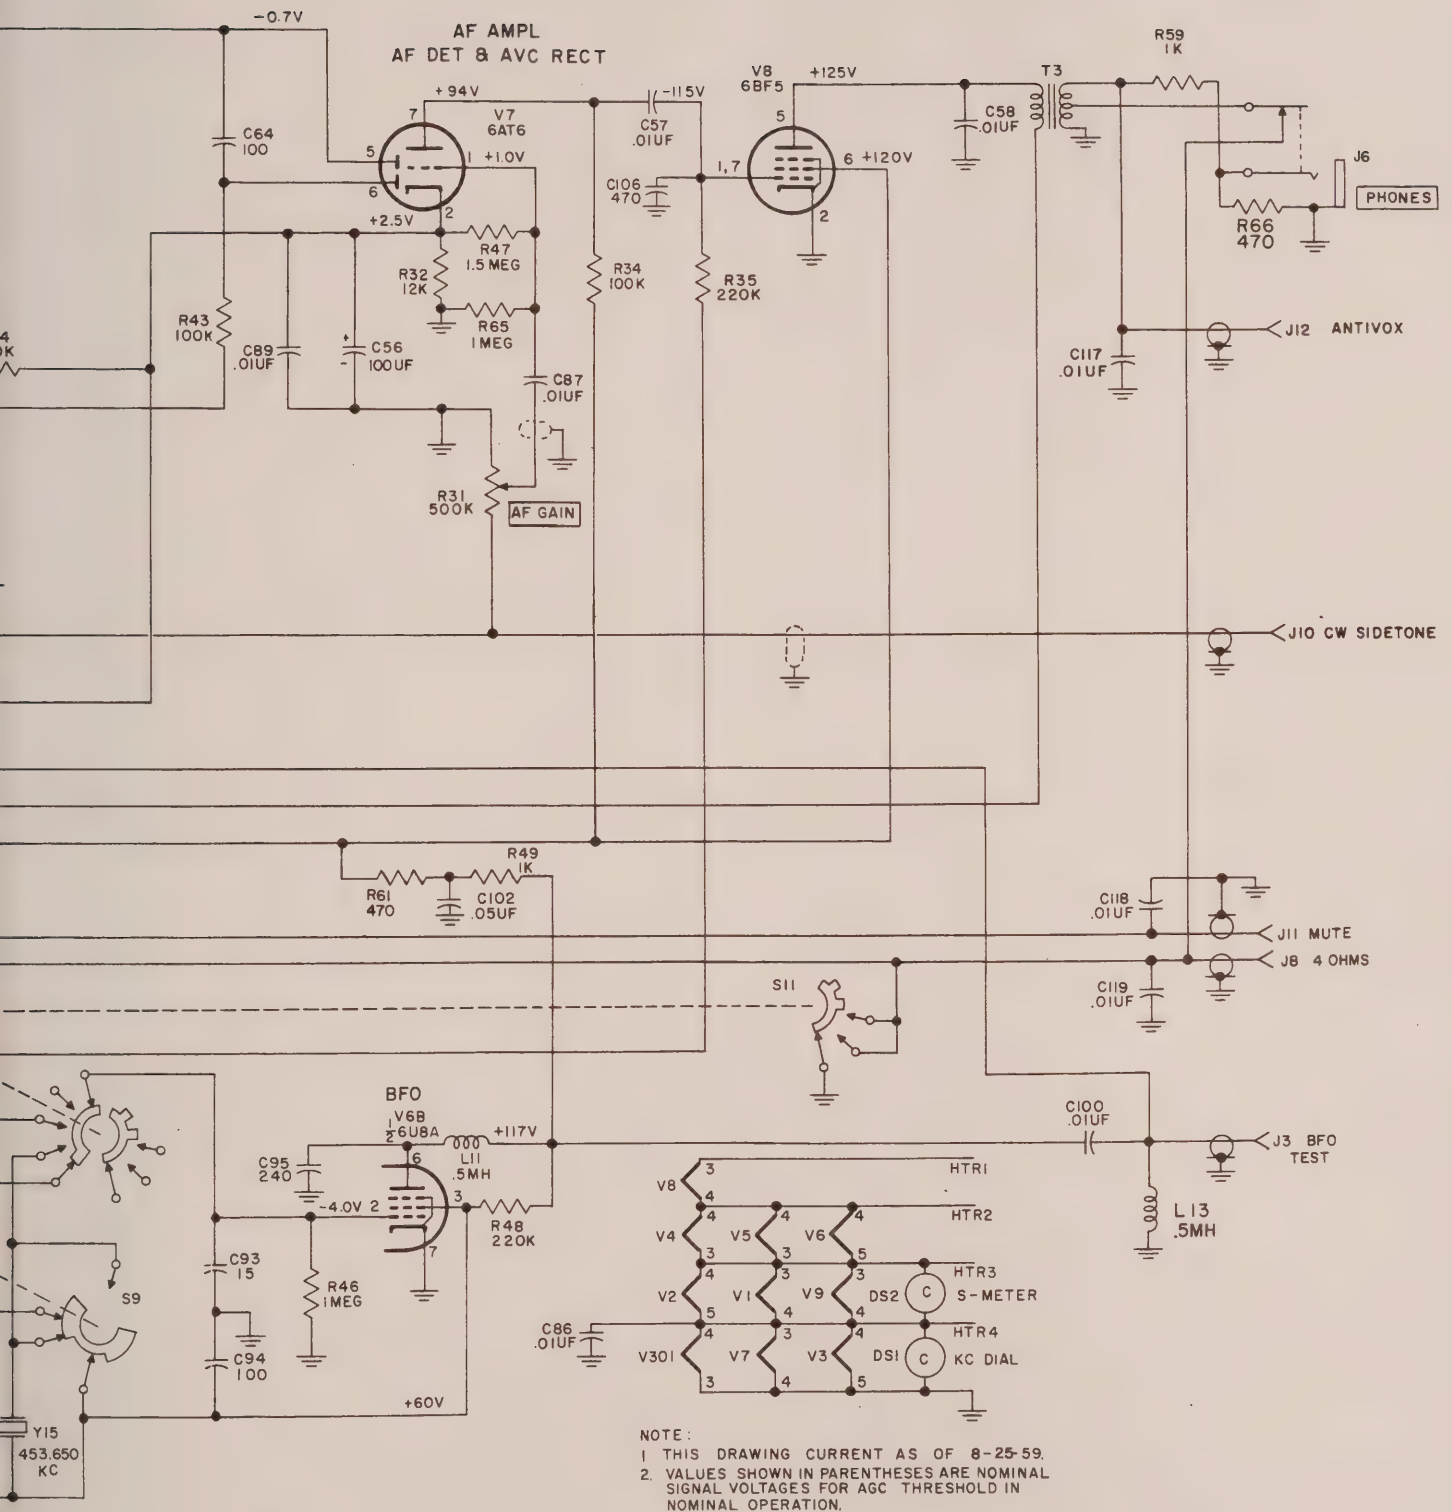 -0.7V
AF AMPL
AF DET & AVC RECT
+94V
7
V7
6AT6
5
6
1
+1.0V
2
+2.5V
C64
100
-115V
C57
.01UF
C106
470
V8
6BF5
+125V
5
1,7
6 +120V
2
C58
.01UF
T3
R59
1K
J6
PHONES
R66
470
R47
1.5 MEG
R32
12K
R65
1MEG
R34
100K
R35
220K
R43
100K
C89
.01UF
+
-
C56
100UF
C87
.01UF
4
K
C117
.01UF
J12 ANTIVOX
R31
500K
AF GAIN
J10 CW SIDETONE
R49
1K
R61
470
C102
.05UF
C118
.01UF
J11 MUTE
J8 4 OHMS
C119
.01UF
S11
BFO
V6B
1/2 6U8A
+117V
6
L11
.5MH
C95
240
-4.0V 2
3
7
R48
220K
C100
.01UF
J3 BFO
TEST
L13
.5MH
C93
15
R46
1MEG
S9
C94
100
+60V
Y15
453.650
KC
3
HTR1
V8
4
HTR2
4
4
4
V4
V5
V6
3
3
5
HTR3
4
3
3
V2
V1
V9
DS2
C
S-METER
5
4
4
HTR4
C86
.01UF
4
3
4
V301
V7
V3
DS1
C
KC DIAL
3
4
5
NOTE:
1 THIS DRAWING CURRENT AS OF 8-25-59.
2. VALUES SHOWN IN PARENTHESES ARE NOMINAL
SIGNAL VOLTAGES FOR AGC THRESHOLD IN
NOMINAL OPERATION.